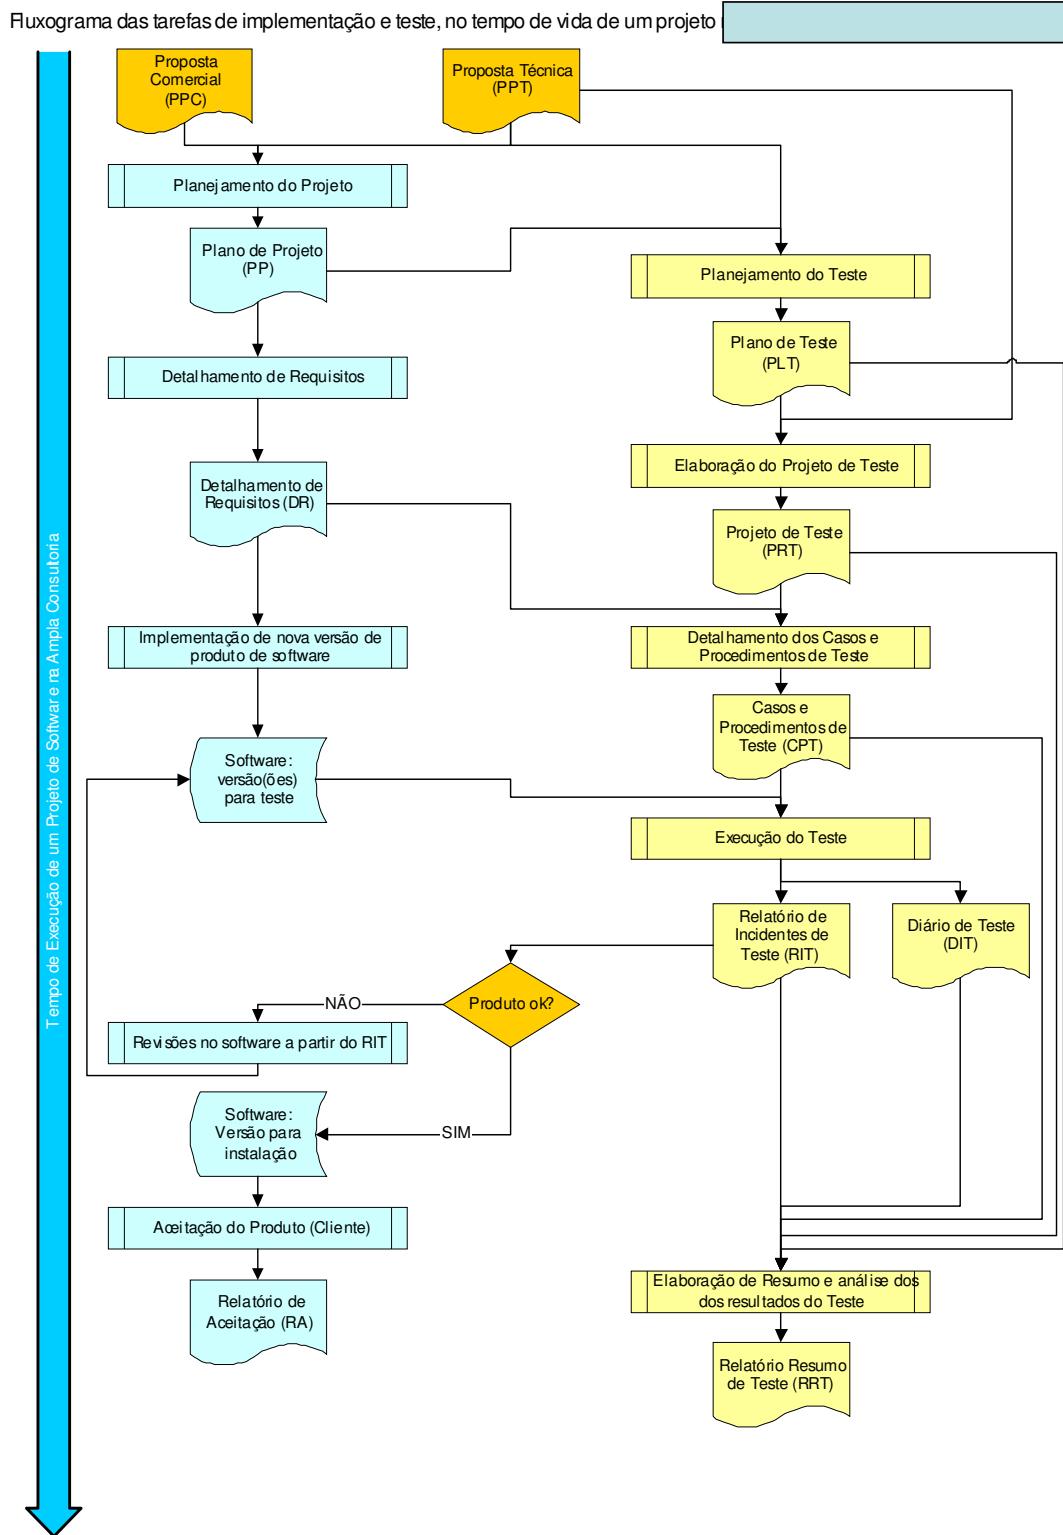 Fluxograma das tarefas de implementação e teste, no tempo de vida de um projeto
Proposta
Comercial
(PPC)
Proposta Técnica
(PPT)
Planejamento do Projeto
Plano de Projeto
(PP)
Planejamento do Teste
Plano de Teste
(PLT)
Detalhamento de Requisitos
Elaboração do Projeto de Teste
Detalhamento de
Requisitos (DR)
Projeto de Teste
(PRT)
Implementação de nova versão de
produto de software
Detalhamento dos Casos e
Procedimentos de Teste
Casos e
Procedimentos de
Teste (CPT)
Software:
versão(ões)
para teste
Execução do Teste
Relatório de
Incidentes de
Teste (RIT)
Diário de Teste
(DIT)
Produto ok?
NÃO
Revisões no software a partir do RIT
SIM
Software:
Versão para
instalação
Aceitação do Produto (Cliente)
Elaboração de Resumo e análise dos
dos resultados do Teste
Relatório de
Aceitação (RA)
Relatório Resumo
de Teste (RRT)
Tempo de Execução de um Projeto de Software na Ampla Consultoria